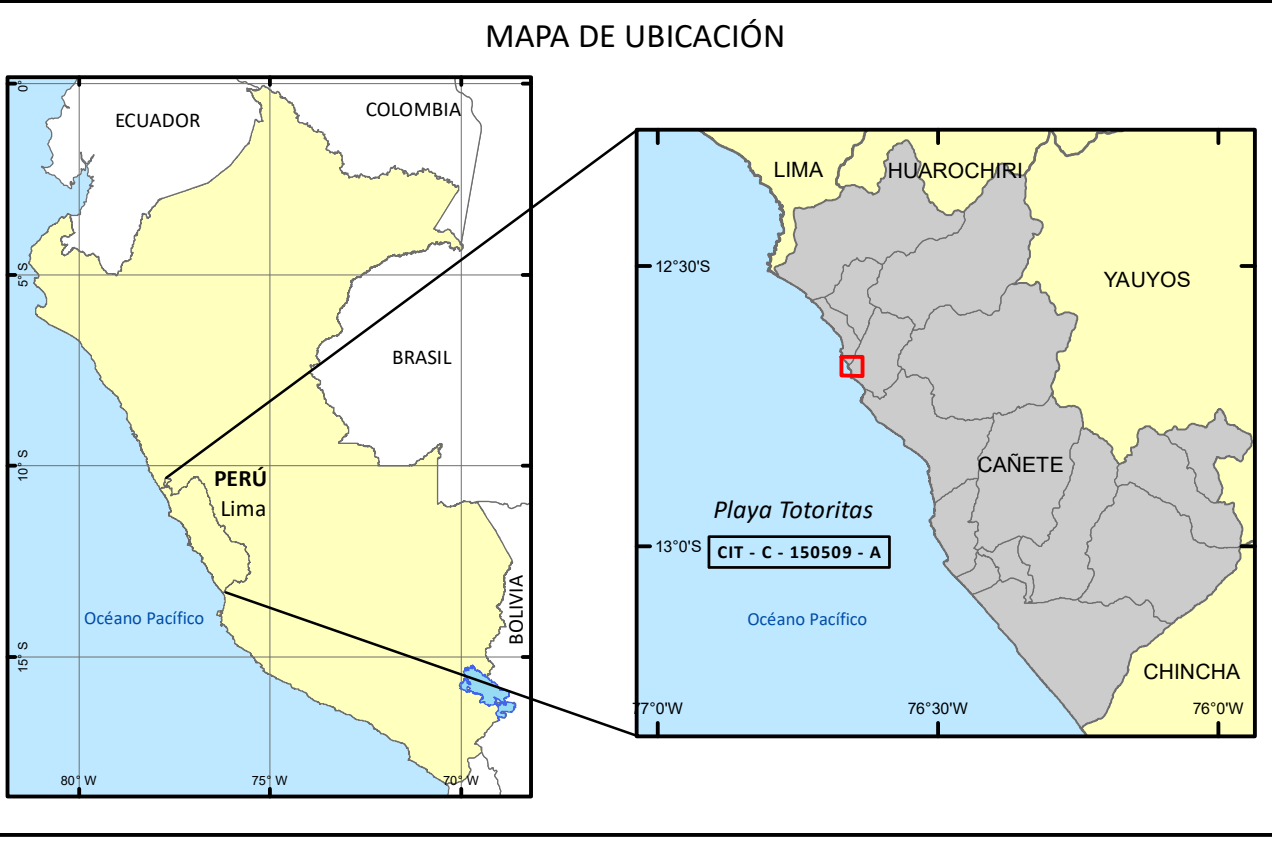 MAPA DE UBICACIÓN
0°
ECUADOR
COLOMBIA
5° S
BRASIL
10° S
PERÚ
Lima
Océano Pacífico
BOLIVIA
15° S
80° W
75° W
70° W
LIMA
HUAROCHIRI
12°30'S
YAUYOS
CAÑETE
Playa Totoritas
13°0'S
CIT - C - 150509 - A
Océano Pacífico
CHINCHA
77°0'W
76°30'W
76°0'W